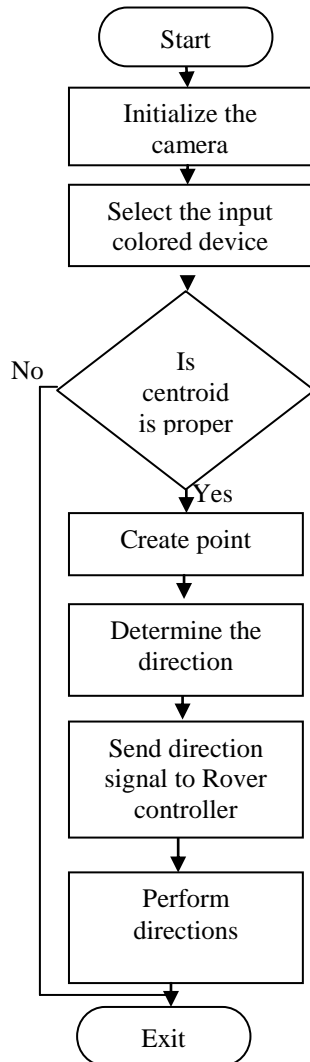 Start
Initialize the
camera
Select the input
colored device
No
Is
centroid
is proper
Yes
Create point
Determine the
direction
Send direction
signal to Rover
controller
Perform
directions
Exit